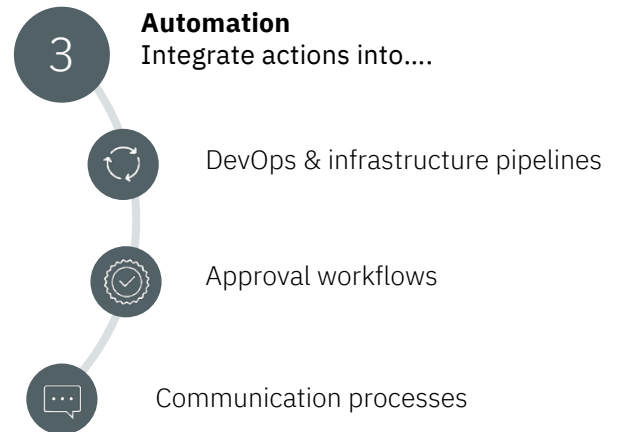 3
Automation
Integrate actions into....
DevOps & infrastructure pipelines
Approval workflows
Communication processes